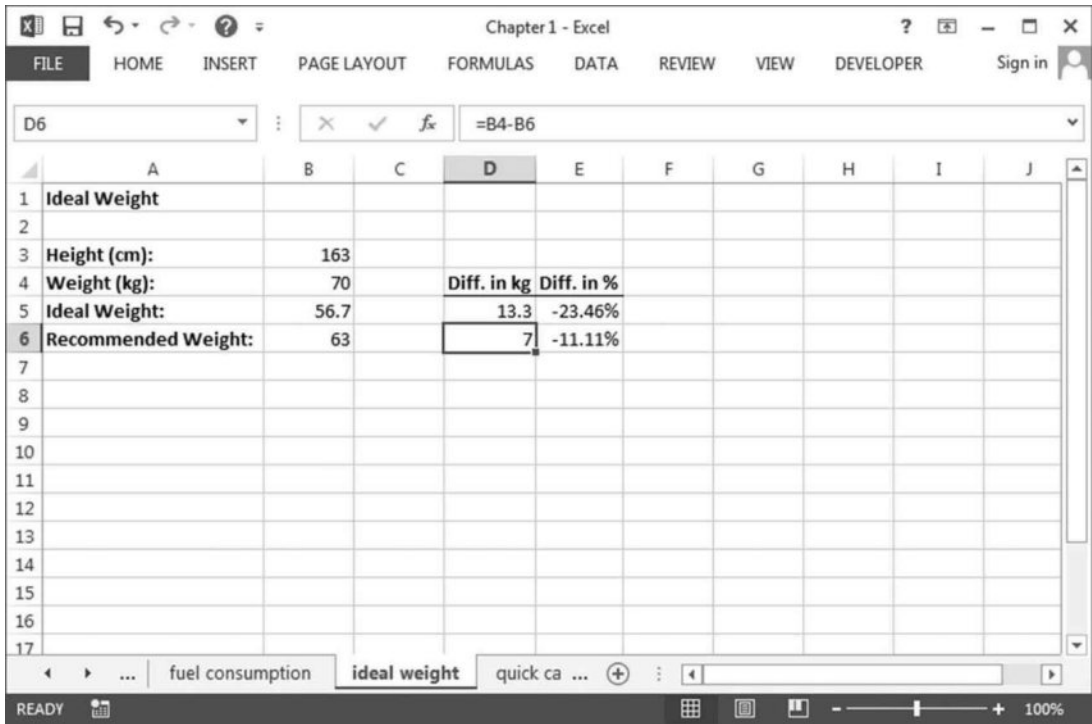 Chapter 1 - Excel
FILE HOME INSERT PAGE LAYOUT FORMULAS DATA REVIEW VIEW DEVELOPER Sign in
D6 fx =B4-B6
A B C D E F G H I J
1 Ideal Weight
2
3 Height (cm): 163
4 Weight (kg): 70 Diff. in kg Diff. in %
5 Ideal Weight: 56.7 13.3 -23.46%
6 Recommended Weight: 63 7 -11.11%
7
8
9
10
11
12
13
14
15
16
17
... fuel consumption ideal weight quick ca ...
READY 100%